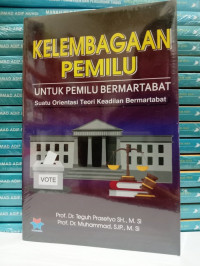 KELEMBAGAAN
PEMILU
UNTUK PEMILU BERMARTABAT
Suatu Orientasi Teori Keadilan Bermartabat
VOTE
Prof. Dr. Teguh Prasetyo SH., M. Si
Prof. Dr. Muhammad, S.IP., M. Si